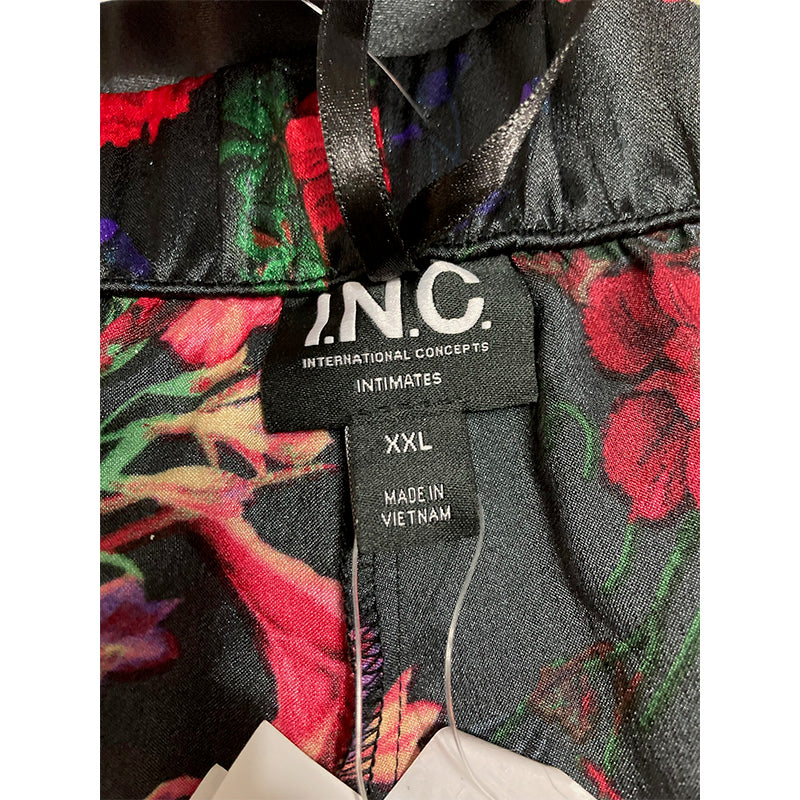 I.N.C.
INTERNATIONAL CONCEPTS
INTIMATES
XXL
MADE IN
VIETNAM